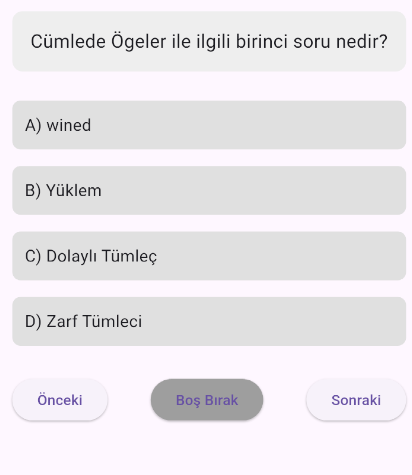 Cümlede Ögeler ile ilgili birinci soru nedir?
A) wined
B) Yüklem
C) Dolaylı Tümleç
D) Zarf Tümleci
Önceki
Boş Bırak
Sonraki